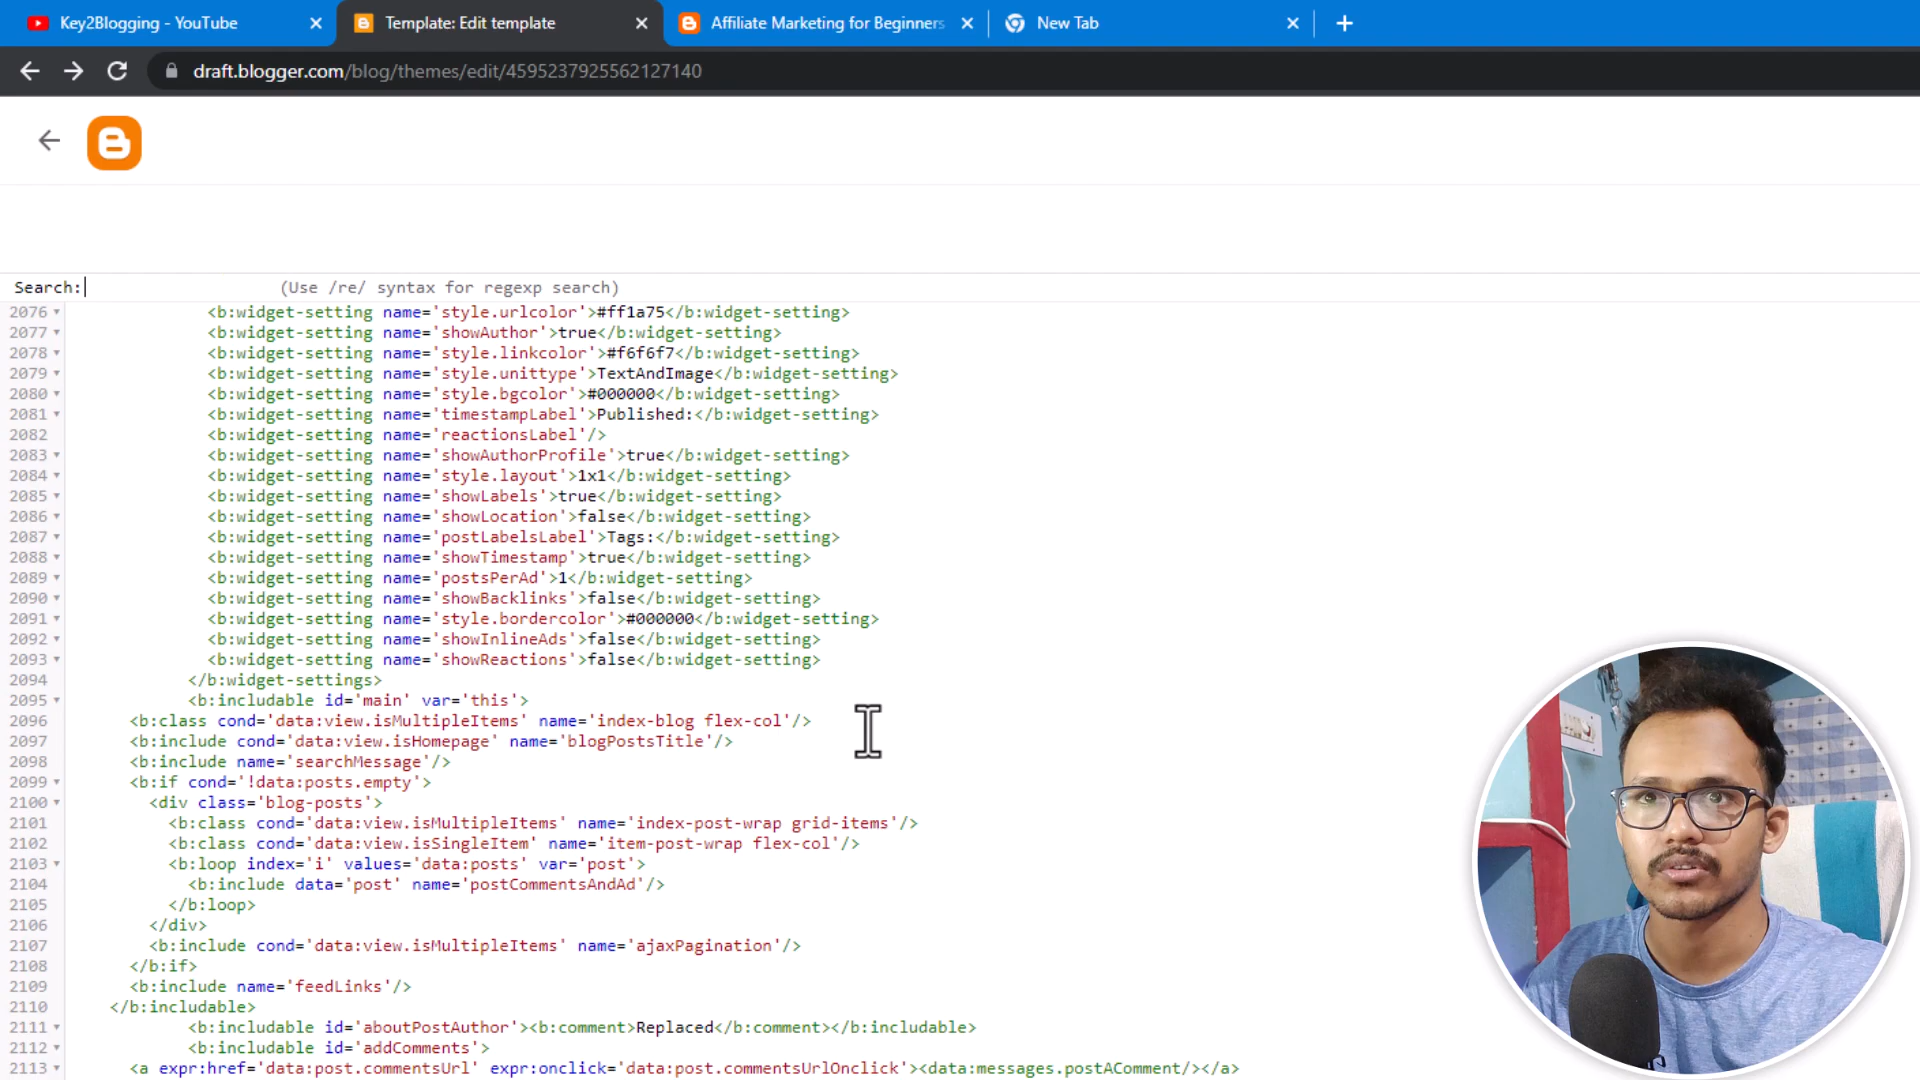 Key2Blogging - YouTube
Template: Edit template
Affiliate Marketing for Beginners
New Tab
draft.blogger.com/blog/themes/edit/4595237925562127140
Search: (Use /re/ syntax for regexp search)
2076 <b:widget-setting name='style.urlcolor'>#ff1a75</b:widget-setting>
2077 <b:widget-setting name='showAuthor'>true</b:widget-setting>
2078 <b:widget-setting name='style.linkcolor'>#f6f6f7</b:widget-setting>
2079 <b:widget-setting name='style.unittype'>TextAndImage</b:widget-setting>
2080 <b:widget-setting name='style.bgcolor'>#000000</b:widget-setting>
2081 <b:widget-setting name='timestampLabel'>Published:</b:widget-setting>
2082 <b:widget-setting name='reactionsLabel'/>
2083 <b:widget-setting name='showAuthorProfile'>true</b:widget-setting>
2084 <b:widget-setting name='style.layout'>1x1</b:widget-setting>
2085 <b:widget-setting name='showLabels'>true</b:widget-setting>
2086 <b:widget-setting name='showLocation'>false</b:widget-setting>
2087 <b:widget-setting name='postLabelsLabel'>Tags:</b:widget-setting>
2088 <b:widget-setting name='showTimestamp'>true</b:widget-setting>
2089 <b:widget-setting name='postsPerAd'>1</b:widget-setting>
2090 <b:widget-setting name='showBacklinks'>false</b:widget-setting>
2091 <b:widget-setting name='style.bordercolor'>#000000</b:widget-setting>
2092 <b:widget-setting name='showInlineAds'>false</b:widget-setting>
2093 <b:widget-setting name='showReactions'>false</b:widget-setting>
2094 </b:widget-settings>
2095 <b:includable id='main' var='this'>
2096 <b:class cond='data:view.isMultipleItems' name='index-blog flex-col'/>
2097 <b:include cond='data:view.isHomepage' name='blogPostsTitle'/>
2098 <b:include name='searchMessage'/>
2099 <b:if cond='!data:posts.empty'>
2100 <div class='blog-posts'>
2101 <b:class cond='data:view.isMultipleItems' name='index-post-wrap grid-items'/>
2102 <b:class cond='data:view.isSingleItem' name='item-post-wrap flex-col'/>
2103 <b:loop index='i' values='data:posts' var='post'>
2104 <b:include data='post' name='postCommentsAndAd'/>
2105 </b:loop>
2106 </div>
2107 <b:include cond='data:view.isMultipleItems' name='ajaxPagination'/>
2108 </b:if>
2109 <b:include name='feedLinks'/>
2110 </b:includable>
2111 <b:includable id='aboutPostAuthor'><b:comment>Replaced</b:comment></b:includable>
2112 <b:includable id='addComments'>
2113 <a expr:href='data:post.commentsUrl' expr:onclick='data:post.commentsUrlOnclick'><data:messages.postAComment/></a>